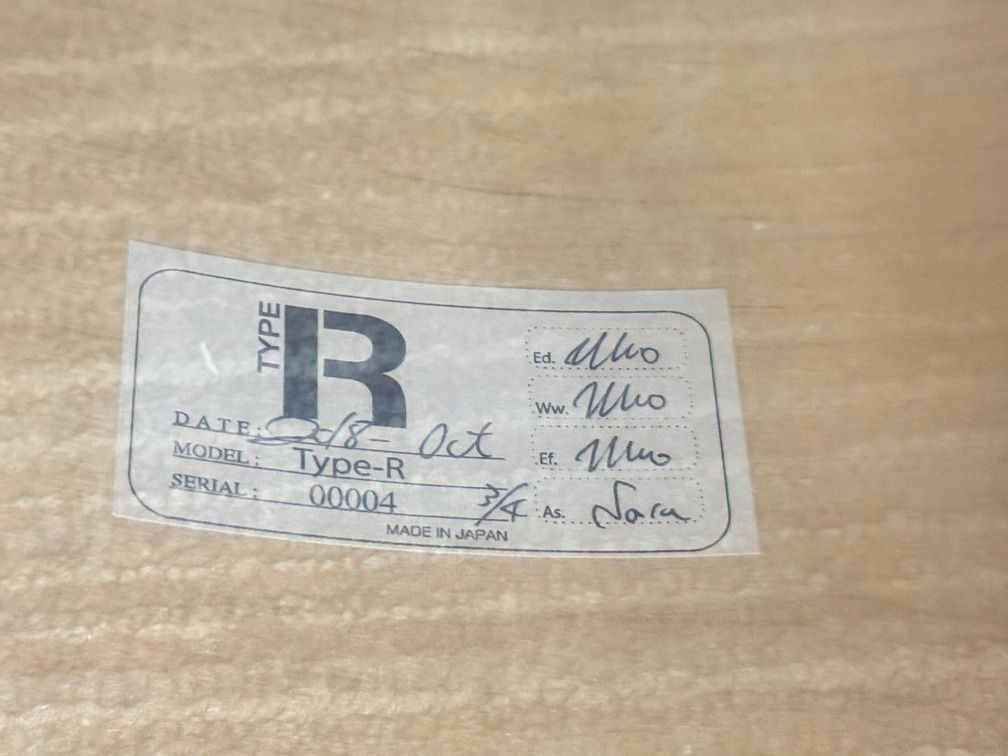 TYPE
R
DATE: 2018- Oct
MODEL: Type-R
SERIAL: 00004 3/4
MADE IN JAPAN
Ed.
Ww.
Ef.
As.